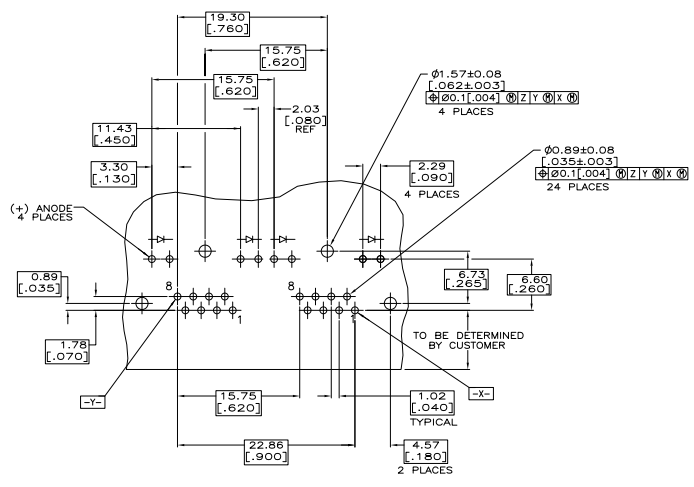 19.30
[.760]
15.75
[.620]
15.75
[.620]
Ø1.57±0.08
[.062±.003]
⌖ Ø0.1[.004] Ⓜ Z Y Ⓜ X Ⓜ
4 PLACES
2.03
[.080]
REF
11.43
[.450]
3.30
[.130]
2.29
[.090]
4 PLACES
Ø0.89±0.08
[.035±.003]
⌖ Ø0.1[.004] Ⓜ Z Y Ⓜ X Ⓜ
24 PLACES
(+) ANODE
4 PLACES
0.89
[.035]
8
8
6.73
[.265]
6.60
[.260]
1
1
1.78
[.070]
TO BE DETERMINED
BY CUSTOMER
-Y-
-X-
15.75
[.620]
1.02
[.040]
TYPICAL
22.86
[.900]
4.57
[.180]
2 PLACES